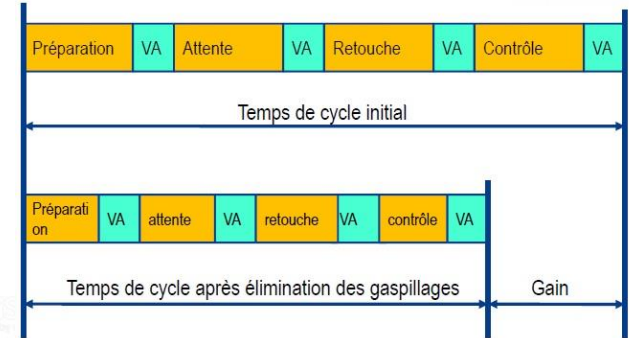 Préparation VA Attente VA Retouche VA Contrôle VA
Temps de cycle initial
Préparati
on VA attente VA retouche VA contrôle VA
Temps de cycle après élimination des gaspillages Gain